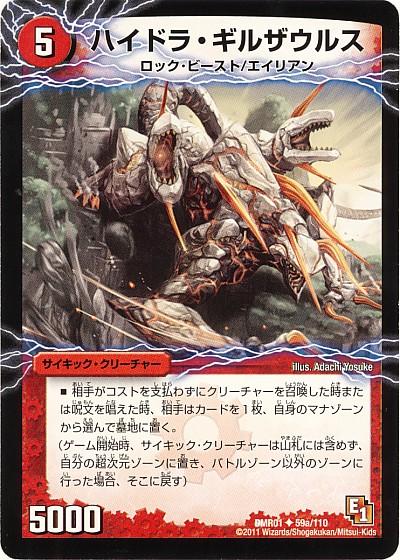 5
ハイドラ・ギルザウルス
ロック・ビースト/エイリアン
サイキック・クリーチャー
illus. Adachi Yosuke
■ 相手がコストを支払わずにクリーチャーを召喚した時または
呪文を唱えた時、相手はカードを1枚、自身のマナゾーン
から選んで墓地に置く。
(ゲーム開始時、サイキック・クリーチャーは山札には含めず、
自分の超次元ゾーンに置き、バトルゾーン以外のゾーンに
行った場合、そこに戻す)
5000
DMR01 ◆ 59a/110
©2011 Wizards/Shogakukan/Mitsui-Kids
E1